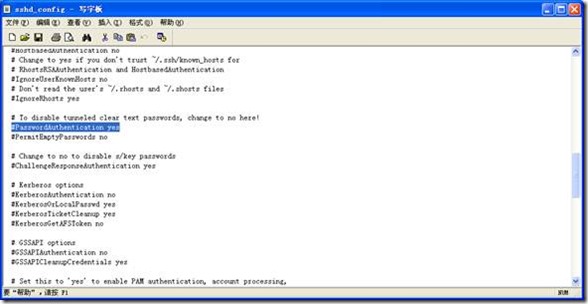 sshd_config - 写字板
文件(F) 编辑(E) 查看(V) 插入(I) 格式(O) 帮助(H)
#HostbasedAuthentication no
# Change to yes if you don't trust ~/.ssh/known_hosts for
# RhostsRSAAuthentication and HostbasedAuthentication
#IgnoreUserKnownHosts no
# Don't read the user's ~/.rhosts and ~/.shosts files
#IgnoreRhosts yes
# To disable tunneled clear text passwords, change to no here!
#PasswordAuthentication yes
#PermitEmptyPasswords no
# Change to no to disable s/key passwords
#ChallengeResponseAuthentication yes
# Kerberos options
#KerberosAuthentication no
#KerberosOrLocalPasswd yes
#KerberosTicketCleanup yes
#KerberosGetAFSToken no
# GSSAPI options
#GSSAPIAuthentication no
#GSSAPICleanupCredentials yes
# Set this to 'yes' to enable PAM authentication, account processing,
要“帮助”,请按 F1
NUM